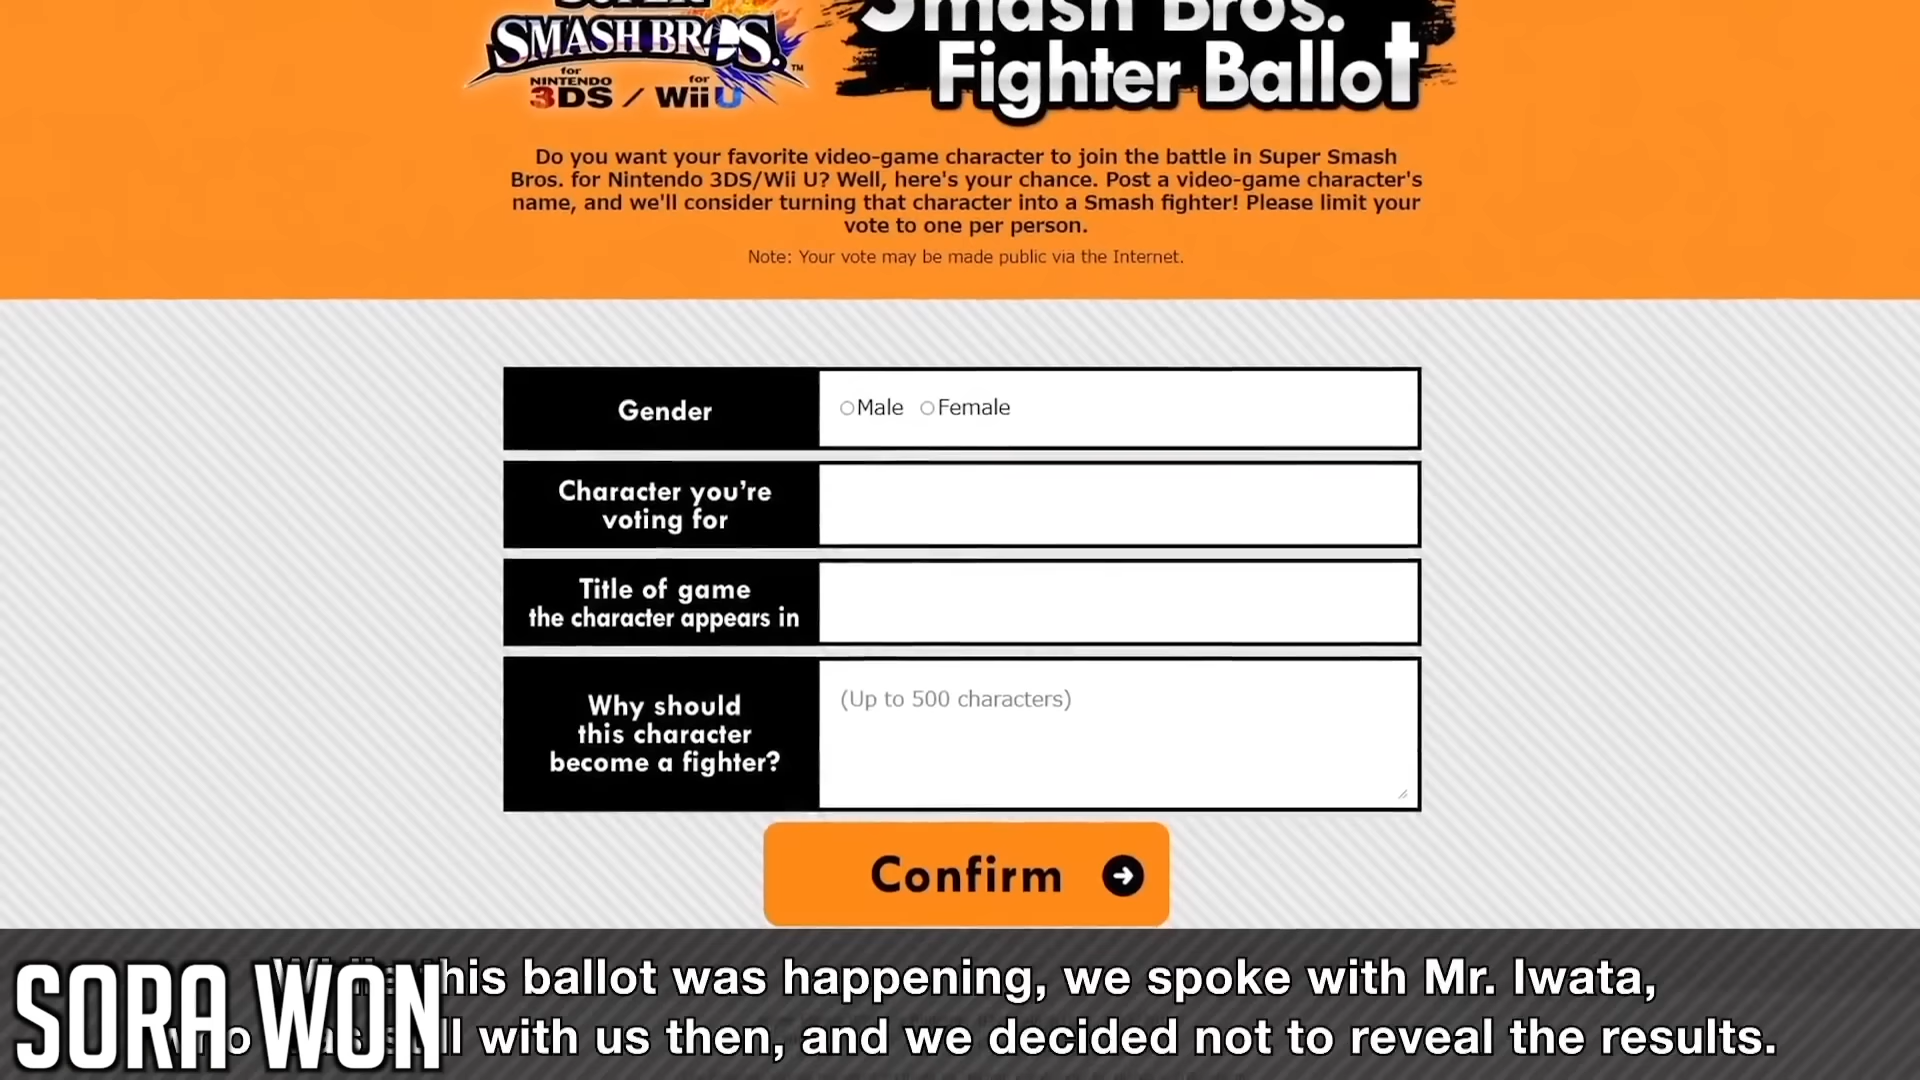 SUPER
SMASH BROS.™
for NINTENDO 3DS / for Wii U
Smash Bros.
Fighter Ballot
Do you want your favorite video-game character to join the battle in Super Smash
Bros. for Nintendo 3DS/Wii U? Well, here's your chance. Post a video-game character's
name, and we'll consider turning that character into a Smash fighter! Please limit your
vote to one per person.
Note: Your vote may be made public via the Internet.
Gender
Male Female
Character you're
voting for
Title of game
the character appears in
Why should
this character
become a fighter?
(Up to 500 characters)
Confirm
SORA WON
this ballot was happening, we spoke with Mr. Iwata,
with us then, and we decided not to reveal the results.